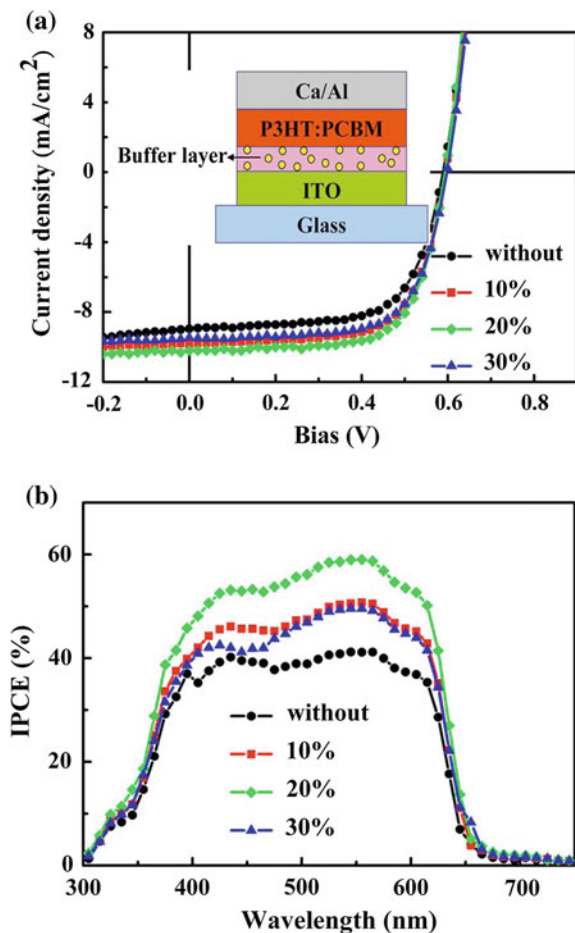 (a)
8
4
0
-4
-8
-12
Current density (mA/cm²)
Ca/Al
P3HT:PCBM
Buffer layer
ITO
Glass
without
10%
20%
30%
-0.2 0.0 0.2 0.4 0.6 0.8
Bias (V)
(b)
60
40
20
0
IPCE (%)
without
10%
20%
30%
300 400 500 600 700
Wavelength (nm)